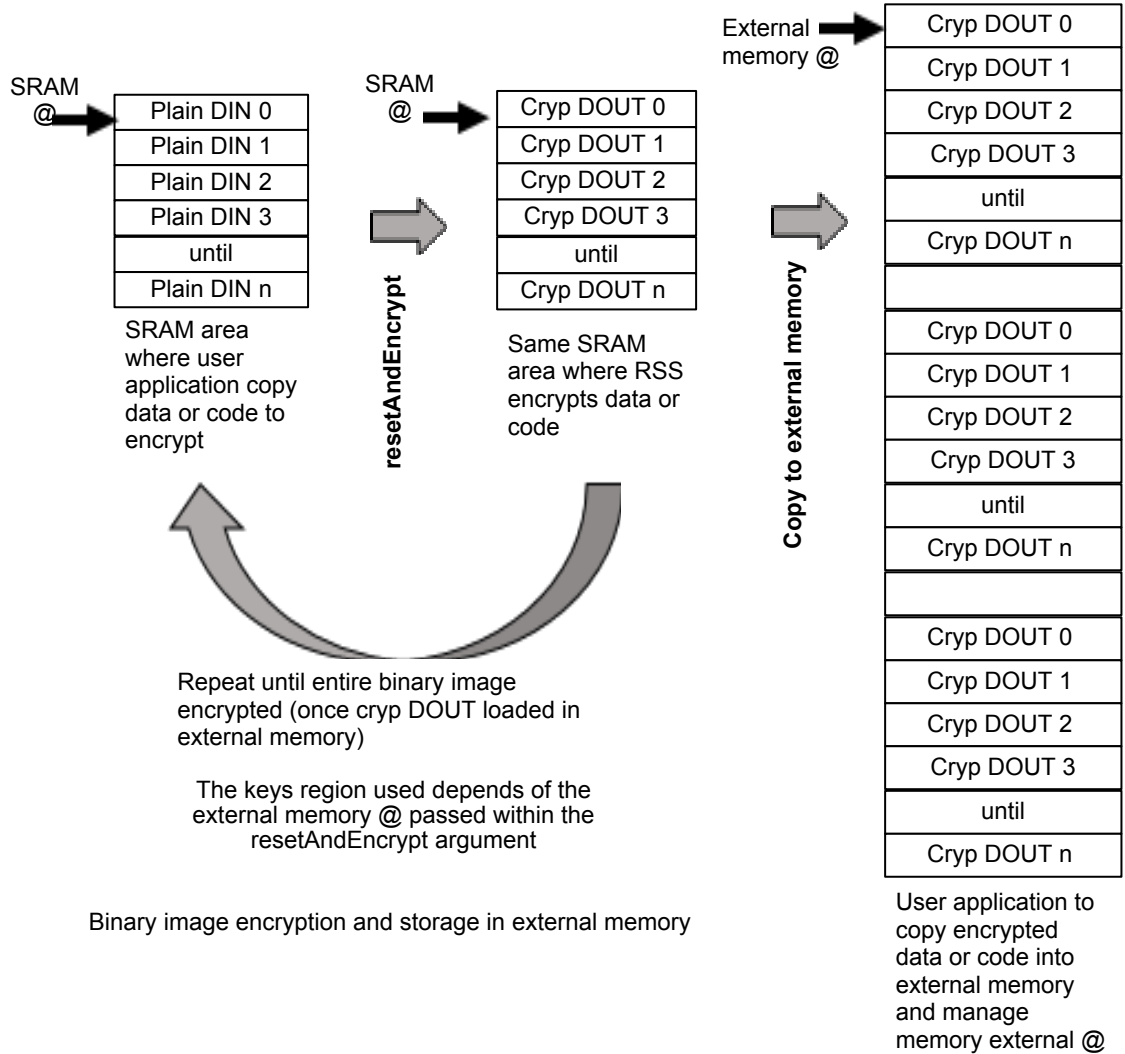 SRAM
@
Plain DIN 0
Plain DIN 1
Plain DIN 2
Plain DIN 3
until
Plain DIN n
SRAM area
where user
application copy
data or code to
encrypt
resetAndEncrypt
SRAM
@
Cryp DOUT 0
Cryp DOUT 1
Cryp DOUT 2
Cryp DOUT 3
until
Cryp DOUT n
Same SRAM
area where RSS
encrypts data or
code
Copy to external memory
External
memory @
Cryp DOUT 0
Cryp DOUT 1
Cryp DOUT 2
Cryp DOUT 3
until
Cryp DOUT n
Cryp DOUT 0
Cryp DOUT 1
Cryp DOUT 2
Cryp DOUT 3
until
Cryp DOUT n
Cryp DOUT 0
Cryp DOUT 1
Cryp DOUT 2
Cryp DOUT 3
until
Cryp DOUT n
User application to
copy encrypted
data or code into
external memory
and manage
memory external @
Repeat until entire binary image
encrypted (once cryp DOUT loaded in
external memory)
The keys region used depends of the
external memory @ passed within the
resetAndEncrypt argument
Binary image encryption and storage in external memory